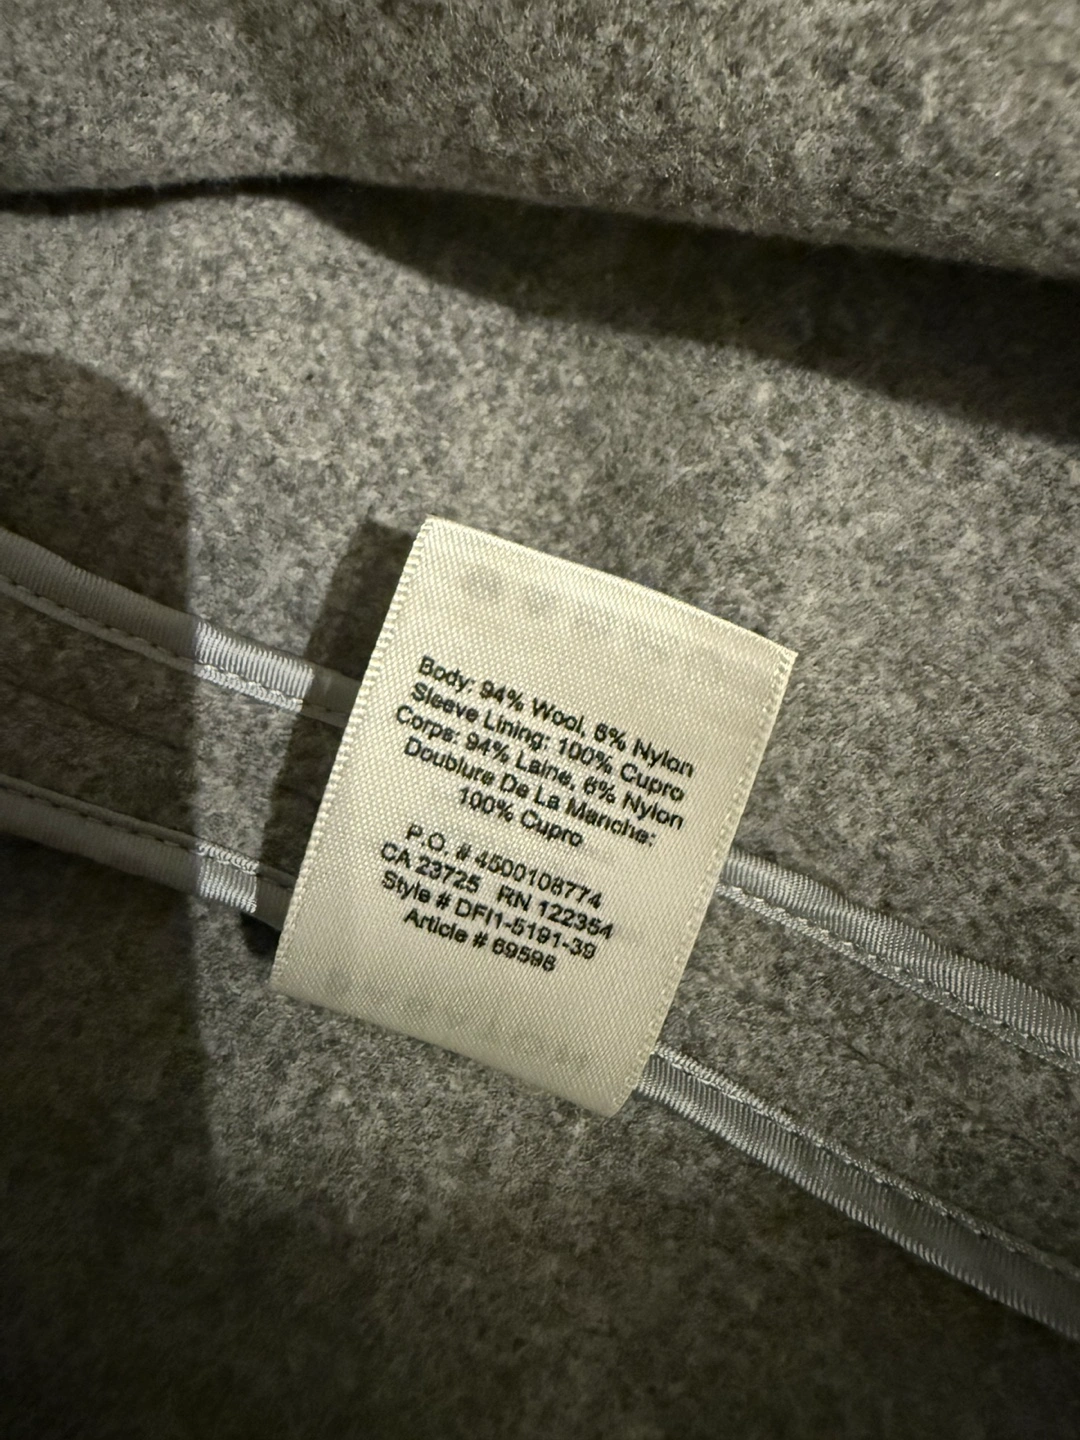 Body: 94% Wool, 6% Nylon
Sleeve Lining: 100% Cupro
Corps: 94% Laine, 6% Nylon
Doublure De La Manche:
100% Cupro
P.O. # 4500108774
CA 23725 RN 122354
Style # DFI1-5191-39
Article # 69598